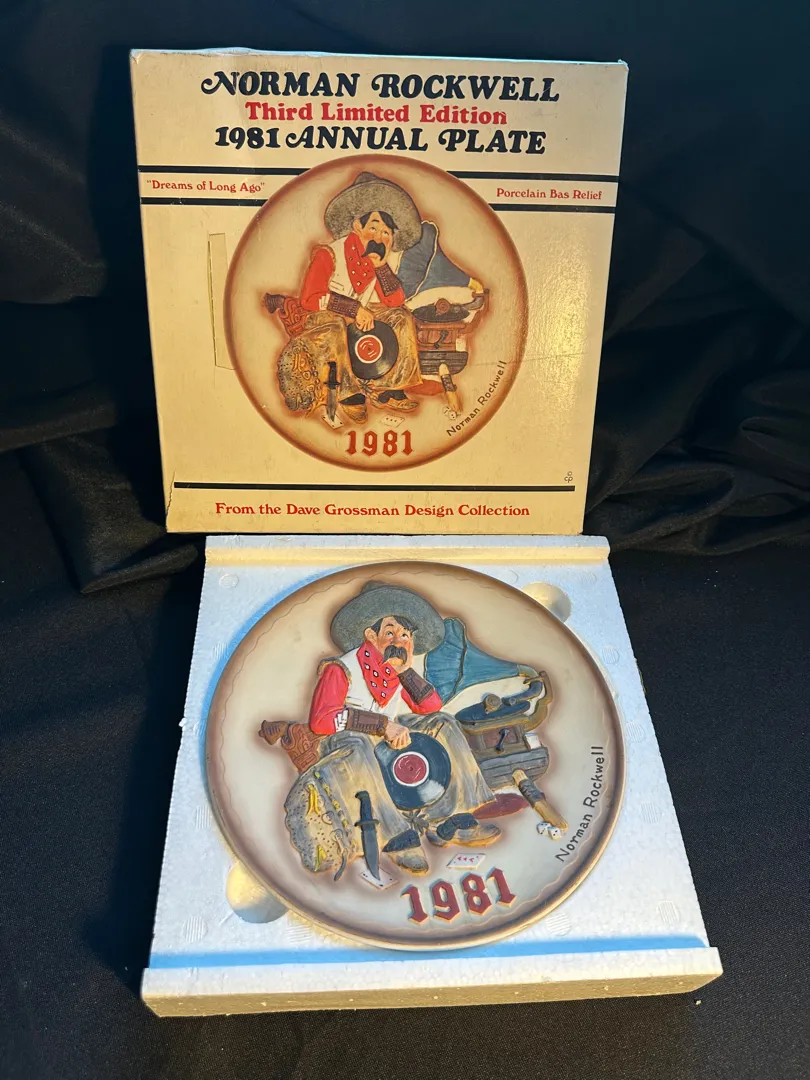 NORMAN ROCKWELL
Third Limited Edition
1981 ANNUAL PLATE
"Dreams of Long Ago"
Porcelain Bas Relief
Norman Rockwell
1981
From the Dave Grossman Design Collection
Norman Rockwell
1981